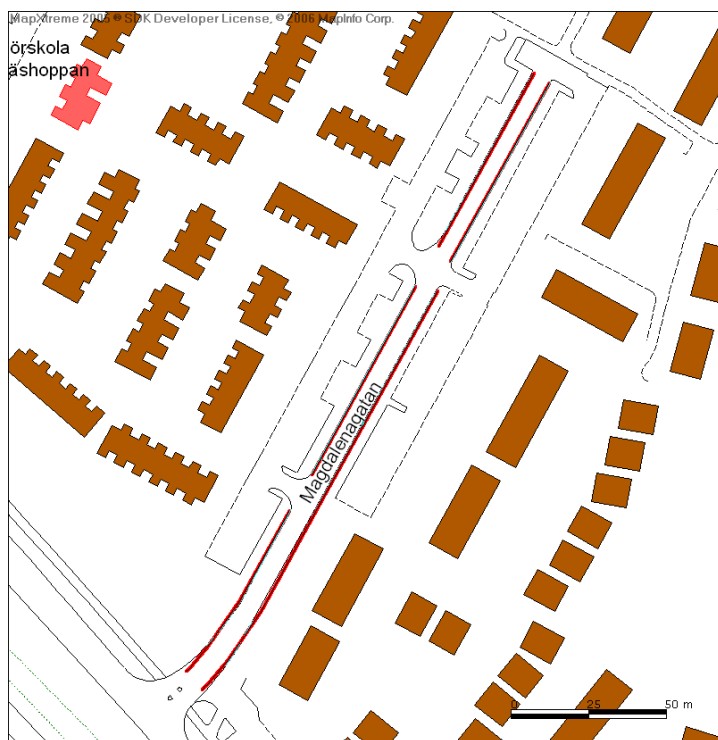 MapXtreme 2005 ® SDK Developer License, © 2006 MapInfo Corp.
örskola
äshoppan
Magdalenagatan
0 25 50 m